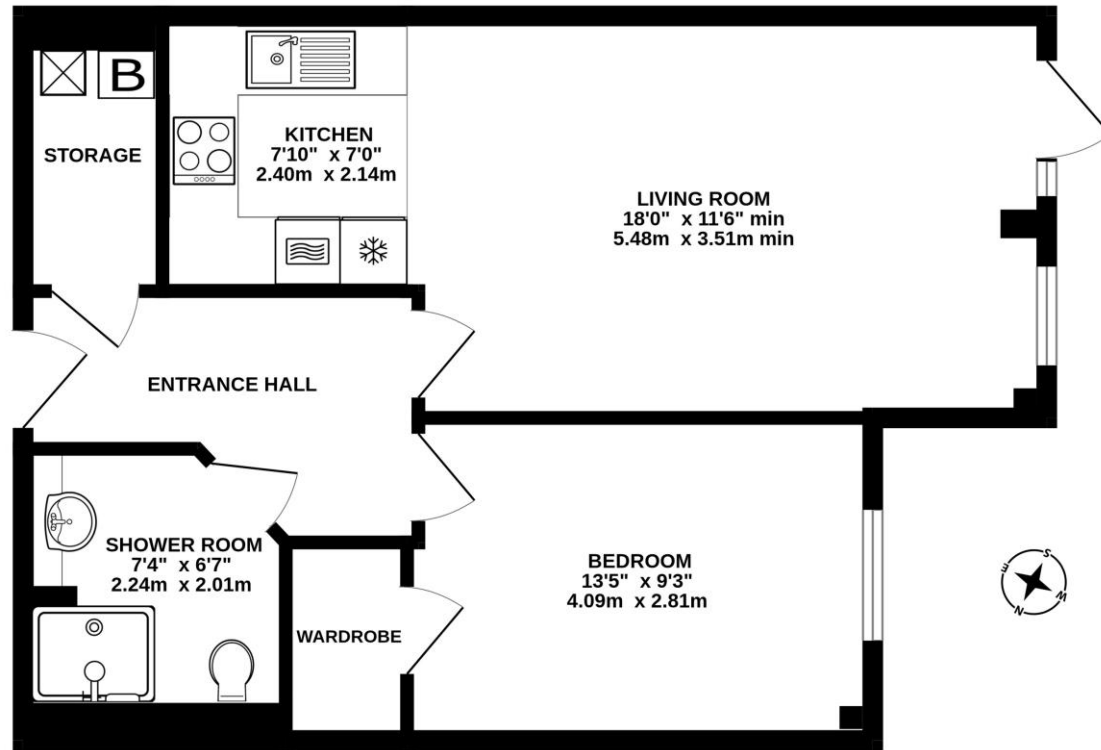 B
STORAGE
KITCHEN
7'10" x 7'0"
2.40m x 2.14m
LIVING ROOM
18'0" x 11'6" min
5.48m x 3.51m min
ENTRANCE HALL
SHOWER ROOM
7'4" x 6'7"
2.24m x 2.01m
WARDROBE
BEDROOM
13'5" x 9'3"
4.09m x 2.81m
S
E
W
N